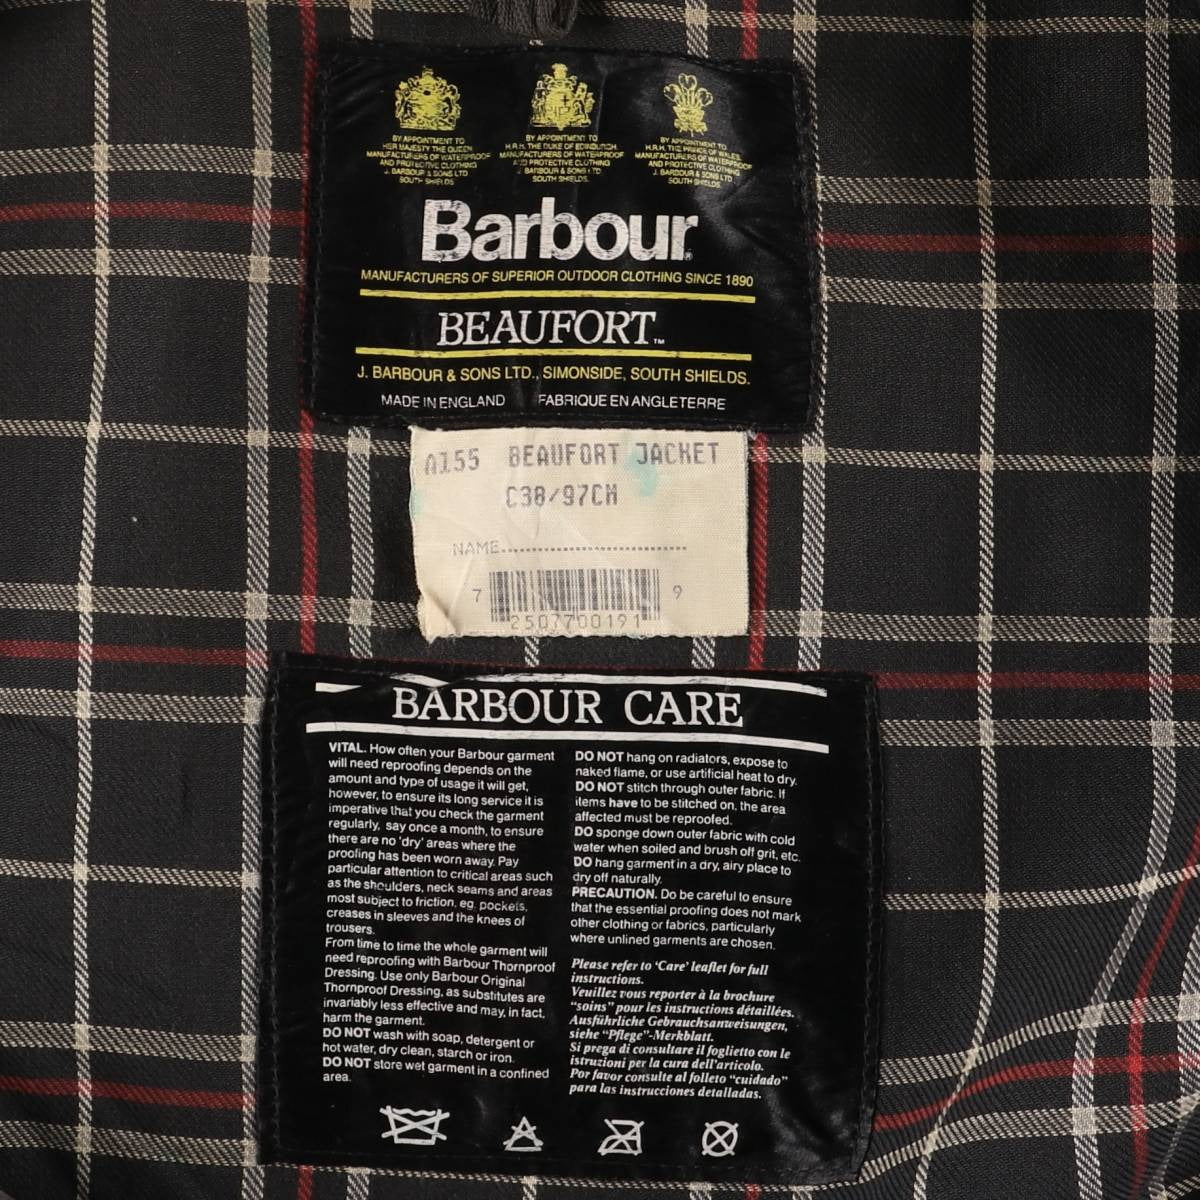 BY APPOINTMENT TO
HER MAJESTY THE QUEEN
MANUFACTURERS OF WATERPROOF
AND PROTECTIVE CLOTHING
J. BARBOUR & SONS LTD
SOUTH SHIELDS
BY APPOINTMENT TO
H.R.H. THE DUKE OF EDINBURGH
MANUFACTURERS OF WATERPROOF
AND PROTECTIVE CLOTHING
J. BARBOUR & SONS LTD
SOUTH SHIELDS
BY APPOINTMENT TO
H.R.H. THE PRINCE OF WALES
MANUFACTURERS OF WATERPROOF
AND PROTECTIVE CLOTHING
J. BARBOUR & SONS LTD
SOUTH SHIELDS
Barbour®
MANUFACTURERS OF SUPERIOR OUTDOOR CLOTHING SINCE 1890
BEAUFORT™
J. BARBOUR & SONS LTD., SIMONSIDE, SOUTH SHIELDS.
MADE IN ENGLAND FABRIQUE EN ANGLETERRE
A155 BEAUFORT JACKET
C38/97CM
NAME..............................
7 2507700191 9
BARBOUR CARE
VITAL. How often your Barbour garment
will need reproofing depends on the
amount and type of usage it will get,
however, to ensure its long service it is
imperative that you check the garment
regularly, say once a month, to ensure
there are no 'dry' areas where the
proofing has been worn away. Pay
particular attention to critical areas such
as the shoulders, neck seams and areas
most subject to friction, eg. pockets,
creases in sleeves and the knees of
trousers.
From time to time the whole garment will
need reproofing with Barbour Thornproof
Dressing. Use only Barbour Original
Thornproof Dressing, as substitutes are
invariably less effective and may, in fact,
harm the garment.
DO NOT wash with soap, detergent or
hot water, dry clean, starch or iron.
DO NOT store wet garment in a confined
area.
DO NOT hang on radiators, expose to
naked flame, or use artificial heat to dry.
DO NOT stitch through outer fabric. If
items have to be stitched on, the area
affected must be reproofed.
DO sponge down outer fabric with cold
water when soiled and brush off grit, etc.
DO hang garment in a dry, airy place to
dry off naturally.
PRECAUTION. Do be careful to ensure
that the essential proofing does not mark
other clothing or fabrics, particularly
where unlined garments are chosen.
Please refer to 'Care' leaflet for full
instructions.
Veuillez vous reporter à la brochure
"soins" pour les instructions détaillées.
Ausführliche Gebrauchsanweisungen,
siehe "Pflege"-Merkblatt.
Si prega di consultare il foglietto con le
istruzioni per la cura dell'articolo.
Por favor consulte al folleto "cuidado"
para las instrucciones detalladas.